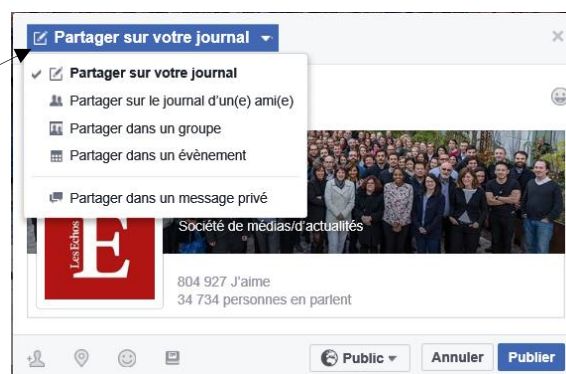 Partager sur votre journal
Partager sur votre journal
Partager sur le journal d'un(e) ami(e)
Partager dans un groupe
Partager dans un évènement
Partager dans un message privé
Les Echos
E
Société de médias/d'actualités
804 927 J'aime
34 734 personnes en parlent
Public
Annuler
Publier